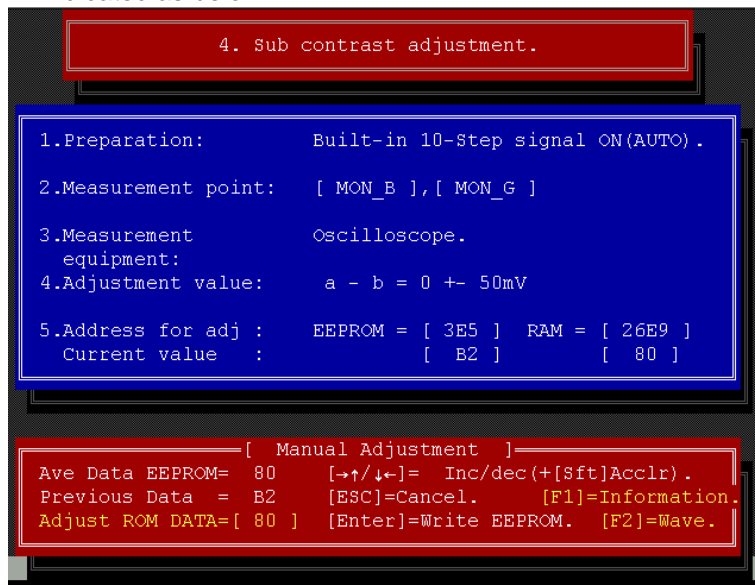 4. Sub contrast adjustment.
1.Preparation: Built-in 10-Step signal ON(AUTO).
2.Measurement point: [ MON_B ],[ MON_G ]
3.Measurement Oscilloscope.
equipment:
4.Adjustment value: a - b = 0 +- 50mV
5.Address for adj : EEPROM = [ 3E5 ] RAM = [ 26E9 ]
Current value : [ B2 ] [ 80 ]
[ Manual Adjustment ]
Ave Data EEPROM= 80 [→↑/↓←]= Inc/dec(+[Sft]Acclr).
Previous Data = B2 [ESC]=Cancel. [F1]=Information.
Adjust ROM DATA=[ 80 ] [Enter]=Write EEPROM. [F2]=Wave.